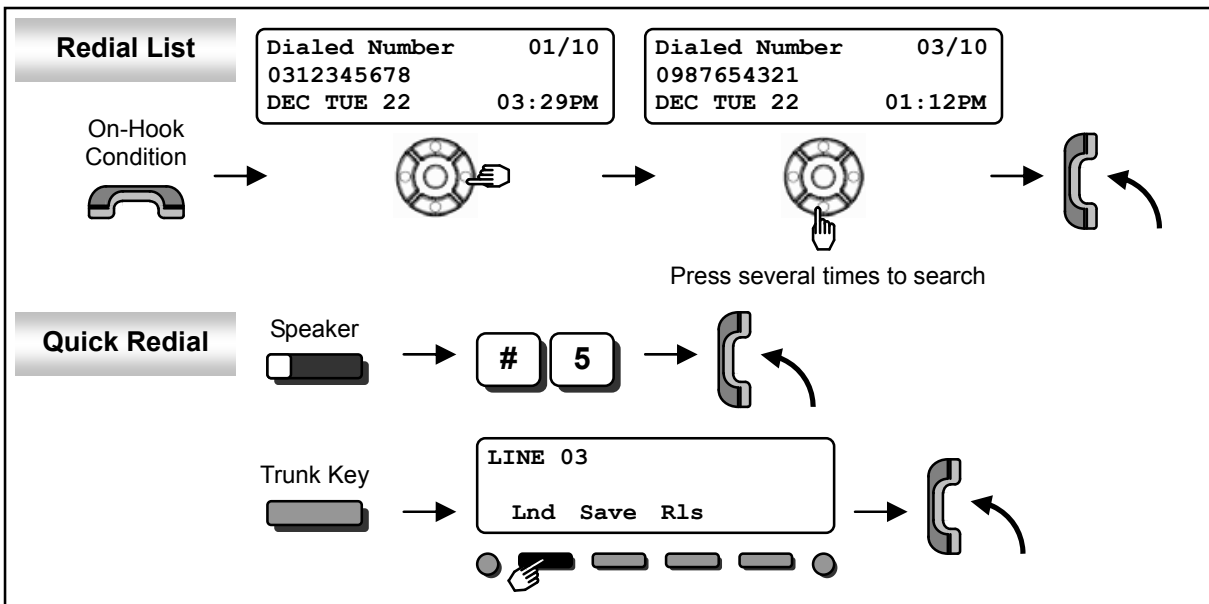 Redial List
Dialed Number 01/10
0312345678
DEC TUE 22 03:29PM
Dialed Number 03/10
0987654321
DEC TUE 22 01:12PM
On-Hook
Condition
Press several times to search
Quick Redial
Speaker
# 5
Trunk Key
LINE 03
Lnd Save Rls